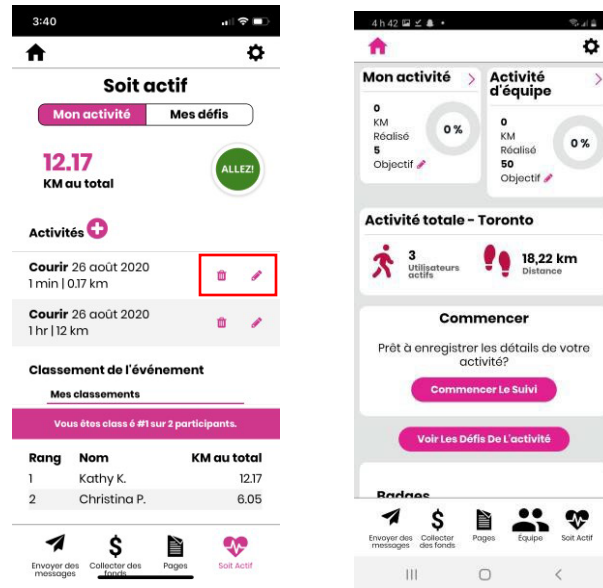 3:40
Soit actif
Mon activité Mes défis
12.17
KM au total
ALLEZ!
Activités
Courir 26 août 2020
1 min | 0.17 km
Courir 26 août 2020
1 hr | 12 km
Classement de l'événement
Mes classements
Vous êtes class é #1 sur 2 participants.
Rang Nom KM au total
1 Kathy K. 12.17
2 Christina P. 6.05
Envoyer des messages
Collecter des fonds
Pages
Soit Actif
4 h 42
Mon activité >
0
KM
Réalisé
5
Objectif
0 %
Activité d'équipe >
0
KM
Réalisé
50
Objectif
0 %
Activité totale - Toronto
3
Utilisateurs actifs
18,22 km
Distance
Commencer
Prêt à enregistrer les détails de votre
activité?
Commencer Le Suivi
Voir Les Défis De L'activité
Badges
Envoyer des messages
Collecter des fonds
Pages
Équipe
Soit Actif